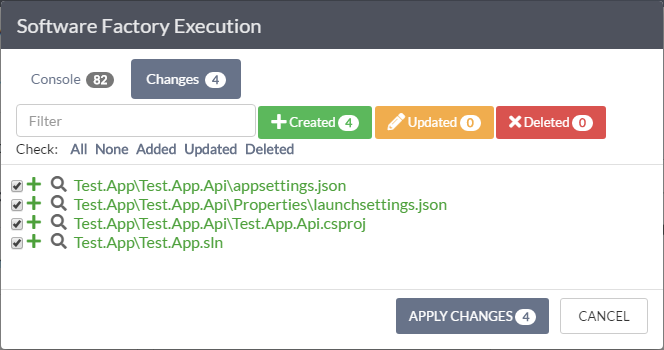 Software Factory Execution
Console 82 Changes 4
Filter Created 4 Updated 0 Deleted 0
Check: All None Added Updated Deleted
Test.App\Test.App.Api\appsettings.json
Test.App\Test.App.Api\Properties\launchsettings.json
Test.App\Test.App.Api\Test.App.Api.csproj
Test.App\Test.App.sln
APPLY CHANGES 4 CANCEL